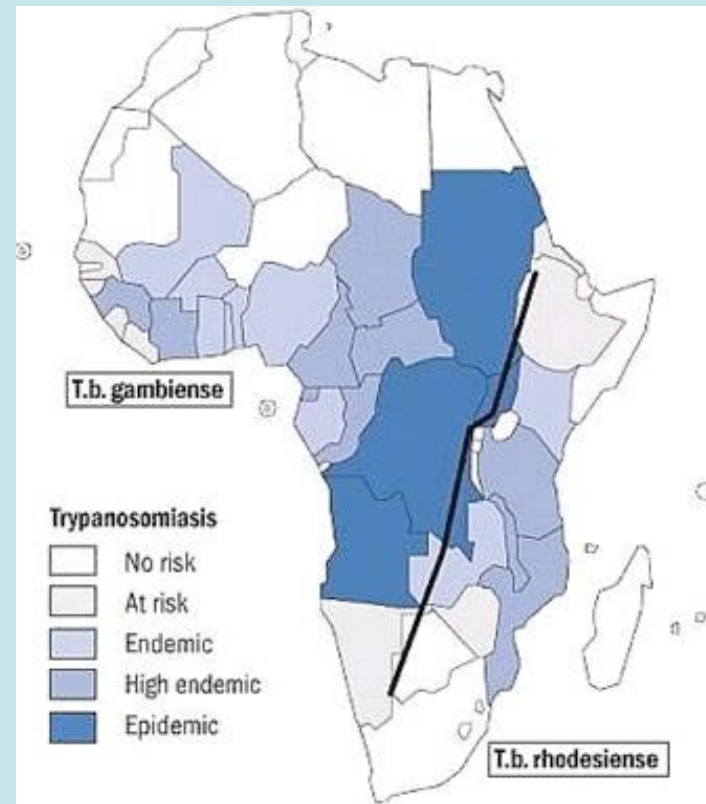 T.b. gambiense
Trypanosomiasis
No risk
At risk
Endemic
High endemic
Epidemic
T.b. rhodesiense